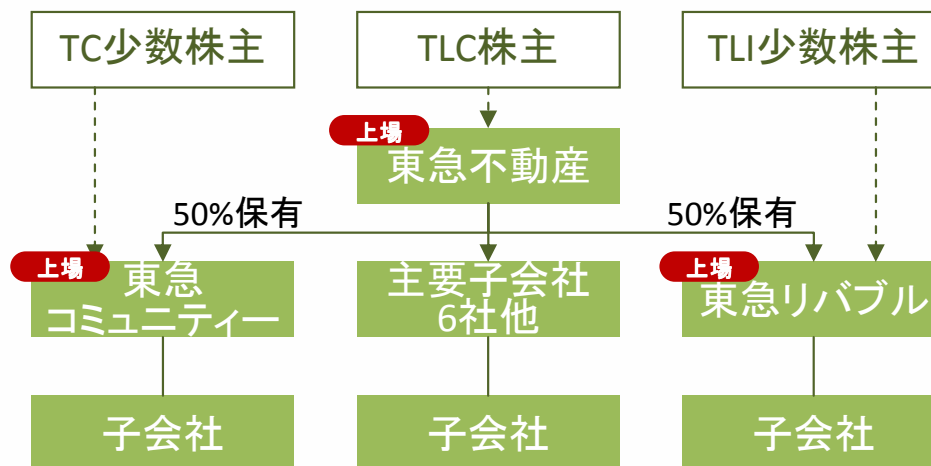 TC少数株主
TLC株主
TLI少数株主
上場
東急不動産
50%保有
50%保有
上場
東急
コミュニティー
主要子会社
6社他
上場
東急リバブル
子会社
子会社
子会社